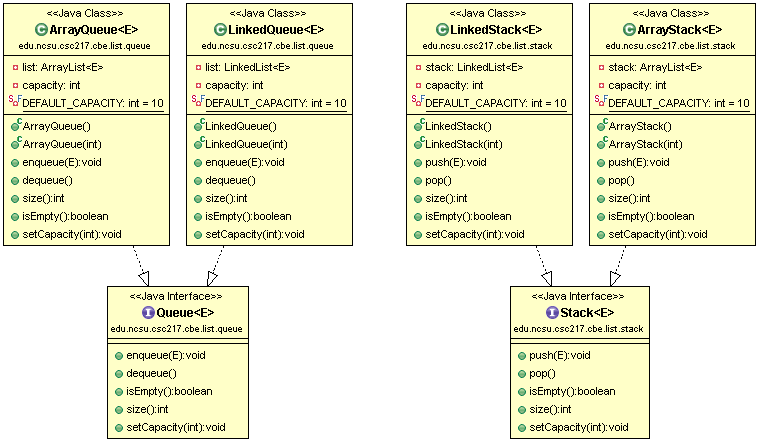 <<Java Class>>
ArrayQueue<E>
edu.ncsu.csc217.cbe.list.queue
list: ArrayList<E>
capacity: int
DEFAULT_CAPACITY: int = 10
ArrayQueue()
ArrayQueue(int)
enqueue(E):void
dequeue()
size():int
isEmpty():boolean
setCapacity(int):void
<<Java Class>>
LinkedQueue<E>
edu.ncsu.csc217.cbe.list.queue
list: LinkedList<E>
capacity: int
DEFAULT_CAPACITY: int = 10
LinkedQueue()
LinkedQueue(int)
enqueue(E):void
dequeue()
size():int
isEmpty():boolean
setCapacity(int):void
<<Java Class>>
LinkedStack<E>
edu.ncsu.csc217.cbe.list.stack
stack: LinkedList<E>
capacity: int
DEFAULT_CAPACITY: int = 10
LinkedStack()
LinkedStack(int)
push(E):void
pop()
size():int
isEmpty():boolean
setCapacity(int):void
<<Java Class>>
ArrayStack<E>
edu.ncsu.csc217.cbe.list.stack
stack: ArrayList<E>
capacity: int
DEFAULT_CAPACITY: int = 10
ArrayStack()
ArrayStack(int)
push(E):void
pop()
size():int
isEmpty():boolean
setCapacity(int):void
<<Java Interface>>
Queue<E>
edu.ncsu.csc217.cbe.list.queue
enqueue(E):void
dequeue()
isEmpty():boolean
size():int
setCapacity(int):void
<<Java Interface>>
Stack<E>
edu.ncsu.csc217.cbe.list.stack
push(E):void
pop()
isEmpty():boolean
size():int
setCapacity(int):void